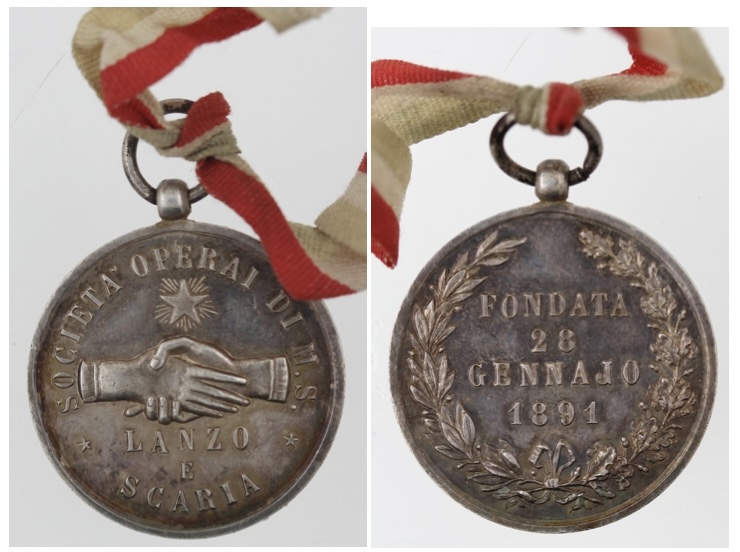 SOCIETA' OPERAI DI M.S.
LANZO
E
SCARIA
FONDATA
28
GENNAJO
1891